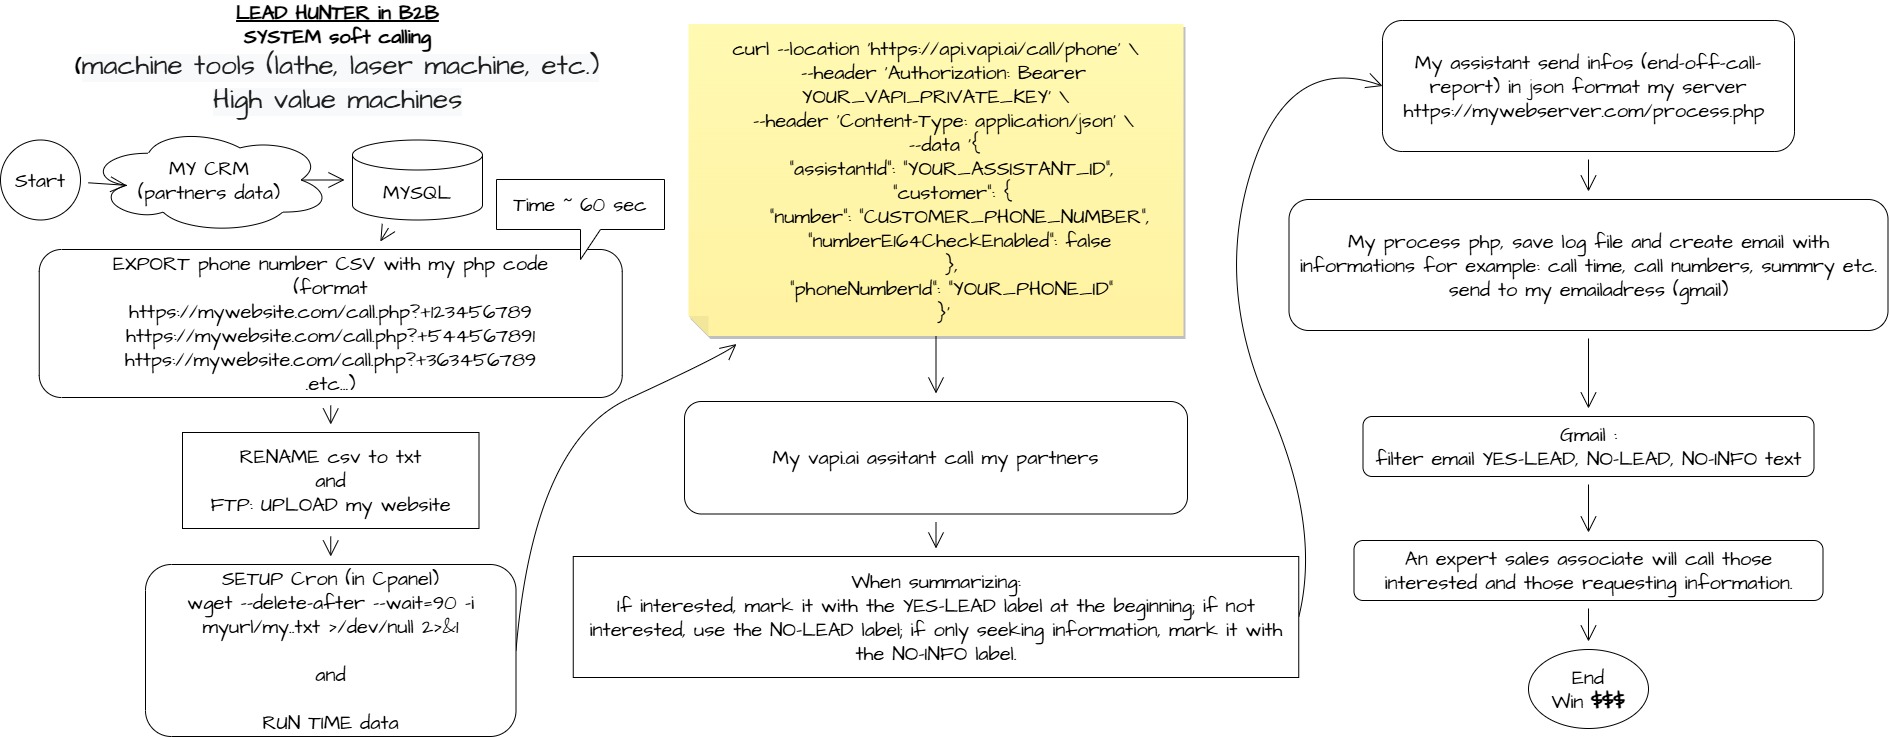 LEAD HUNTER in B2B
SYSTEM soft calling
(machine tools (lathe, laser machine, etc.)
High value machines
Start
MY CRM
(partners data)
MYSQL
Time ~ 60 sec
EXPORT phone number CSV with my php code
(format
https://mywebsite.com/call.php?+123456789
https://mywebsite.com/call.php?+544567891
https://mywebsite.com/call.php?+363456789
.etc...)
RENAME csv to txt
and
FTP: UPLOAD my website
SETUP Cron (in Cpanel)
wget --delete-after --wait=90 -i
myurl/my..txt >/dev/null 2>&1
and
RUN TIME data
curl --location 'https://api.vapi.ai/call/phone' \
--header 'Authorization: Bearer
YOUR_VAPI_PRIVATE_KEY' \
--header 'Content-Type: application/json' \
--data '{
"assistantId": "YOUR_ASSISTANT_ID",
"customer": {
"number": "CUSTOMER_PHONE_NUMBER",
"numberE164CheckEnabled": false
},
"phoneNumberId": "YOUR_PHONE_ID"
}'
My vapi.ai assitant call my partners
When summarizing:
If interested, mark it with the YES-LEAD label at the beginning; if not
interested, use the NO-LEAD label; if only seeking information, mark it with
the NO-INFO label.
My assistant send infos (end-off-call-
report) in json format my server
https://mywebserver.com/process.php
My process php, save log file and create email with
informations for example: call time, call numbers, summry etc.
send to my emailadress (gmail)
Gmail :
filter email YES-LEAD, NO-LEAD, NO-INFO text
An expert sales associate will call those
interested and those requesting information.
End
Win $$$